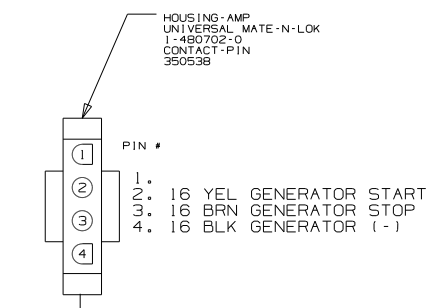 HOUSING-AMP
UNIVERSAL MATE-N-LOK
1-480702-0
CONTACT-PIN
350538
PIN #
1
2
3
4
1.
2. 16 YEL GENERATOR START
3. 16 BRN GENERATOR STOP
4. 16 BLK GENERATOR (-)